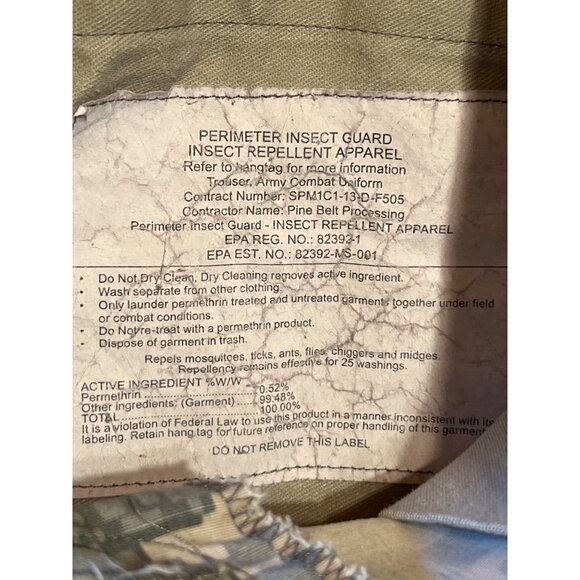 PERIMETER INSECT GUARD
INSECT REPELLENT APPAREL
Refer to hangtag for more information
Trouser, Army Combat Uniform
Contract Number: SPM1C1-13-D-F505
Contractor Name: Pine Belt Processing
Perimeter Insect Guard - INSECT REPELLENT APPAREL
EPA REG. NO.: 82392-1
EPA EST. NO.: 82392-MS-001
• Do Not Dry Clean, Dry Cleaning removes active ingredient.
• Wash separate from other clothing.
• Only launder permethrin treated and untreated garments together under field
or combat conditions.
• Do Not re-treat with a permethrin product.
• Dispose of garment in trash.
Repels mosquitoes, ticks, ants, flies, chiggers and midges.
Repellency remains effective for 25 washings.
ACTIVE INGREDIENT %W/W
Permethrin ........................ 0.52%
Other ingredients: (Garment) ..... 99.48%
TOTAL .............................. 100.00%
It is a violation of Federal Law to use this product in a manner inconsistent with its
labeling. Retain hang tag for future reference on proper handling of this garment
DO NOT REMOVE THIS LABEL